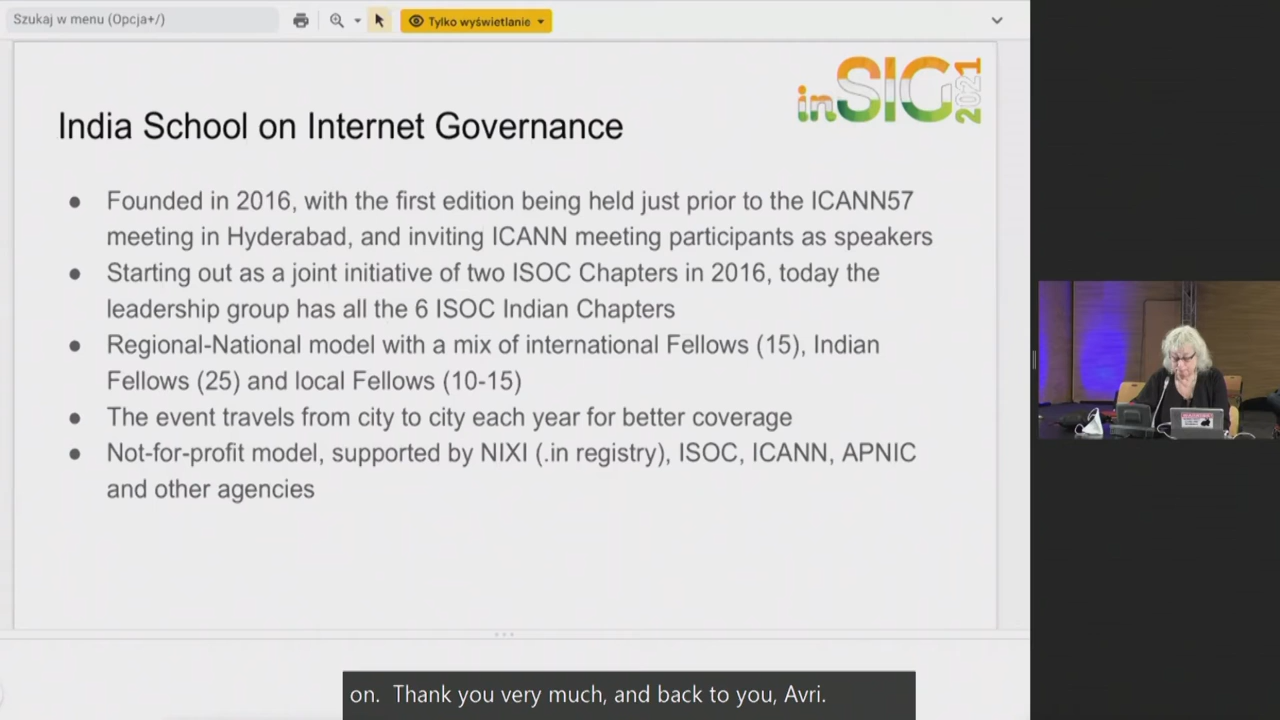 Szukaj w menu (Opcja+/)
Tylko wyświetlanie
inSIG 2021
India School on Internet Governance
● Founded in 2016, with the first edition being held just prior to the ICANN57
meeting in Hyderabad, and inviting ICANN meeting participants as speakers
● Starting out as a joint initiative of two ISOC Chapters in 2016, today the
leadership group has all the 6 ISOC Indian Chapters
● Regional-National model with a mix of international Fellows (15), Indian
Fellows (25) and local Fellows (10-15)
● The event travels from city to city each year for better coverage
● Not-for-profit model, supported by NIXI (.in registry), ISOC, ICANN, APNIC
and other agencies
on.  Thank you very much, and back to you, Avri.